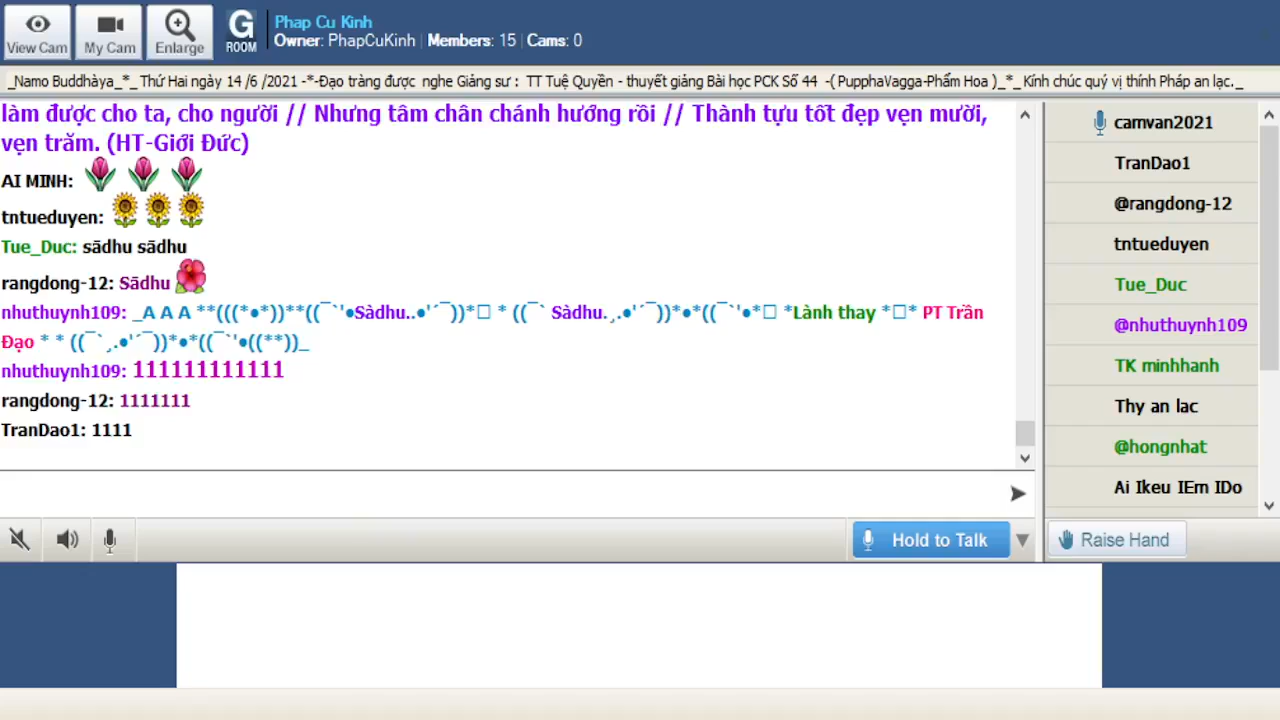 View Cam
My Cam
Enlarge
G
ROOM
Phap Cu Kinh
Owner: PhapCuKinh | Members: 15 | Cams: 0
_Namo Buddhàya_*_ Thứ Hai ngày 14 /6 /2021 -*-Đạo tràng được nghe Giảng sư : TT Tuệ Quyền - thuyết giảng Bài học PCK Số 44 -( PupphaVagga-Phẩm Hoa )_*_ Kính chúc quý vị thính Pháp an lạc._
làm được cho ta, cho người // Nhưng tâm chân chánh hướng rồi // Thành tựu tốt đẹp vẹn mười,
vẹn trăm. (HT-Giới Đức)
AI MINH:
tntueduyen:
Tue_Duc: sādhu sādhu
rangdong-12: Sādhu
nhuthuynh109: _A A A **(((*●*))**((¯`'●Sàdhu..●'´¯))*□ * ((¯` Sàdhu.¸.●'´¯))*●*((¯`'●*□ *Lành thay *□* PT Trần
Đạo * * ((¯`¸.●'´¯))*●*((¯`'●((**))_
nhuthuynh109: 111111111111
rangdong-12: 1111111
TranDao1: 1111
Hold to Talk
camvan2021
TranDao1
@rangdong-12
tntueduyen
Tue_Duc
@nhuthuynh109
TK minhhanh
Thy an lac
@hongnhat
Ai Ikeu IEm IDo
Raise Hand